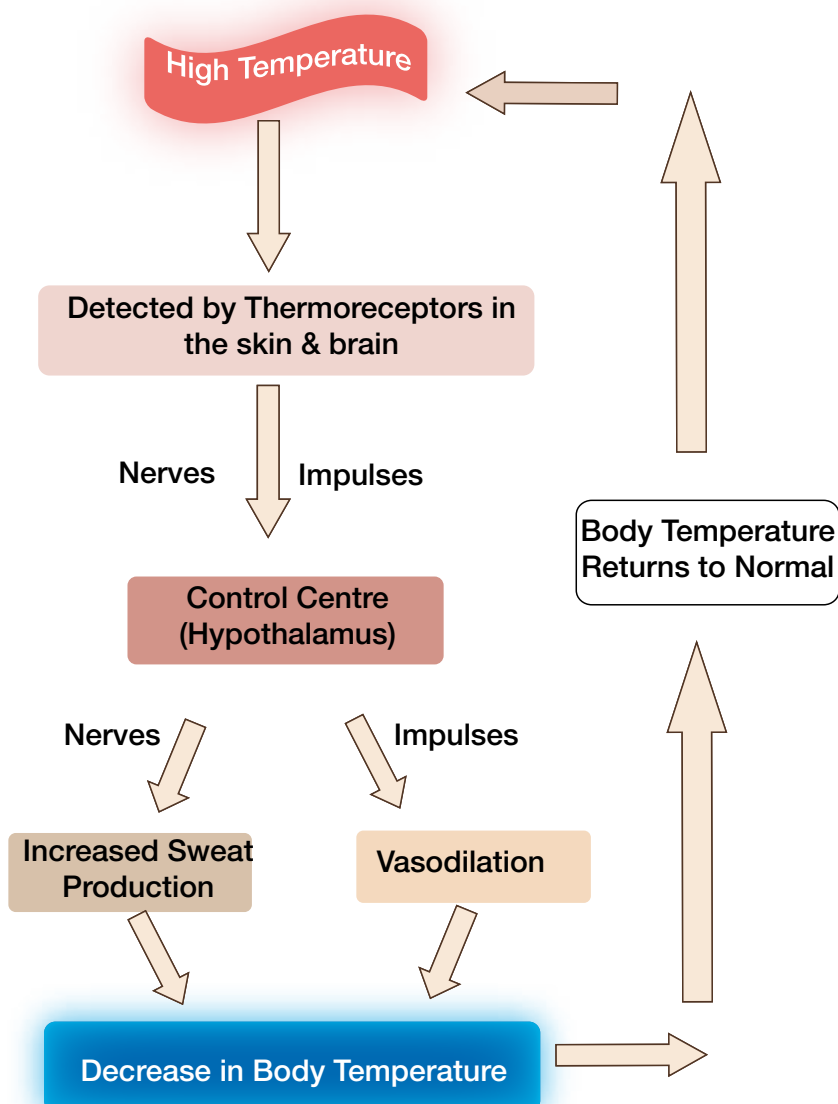 High Temperature
Detected by Thermoreceptors in
the skin & brain
Nerves Impulses
Body Temperature
Returns to Normal
Control Centre
(Hypothalamus)
Nerves Impulses
Increased Sweat
Production
Vasodilation
Decrease in Body Temperature